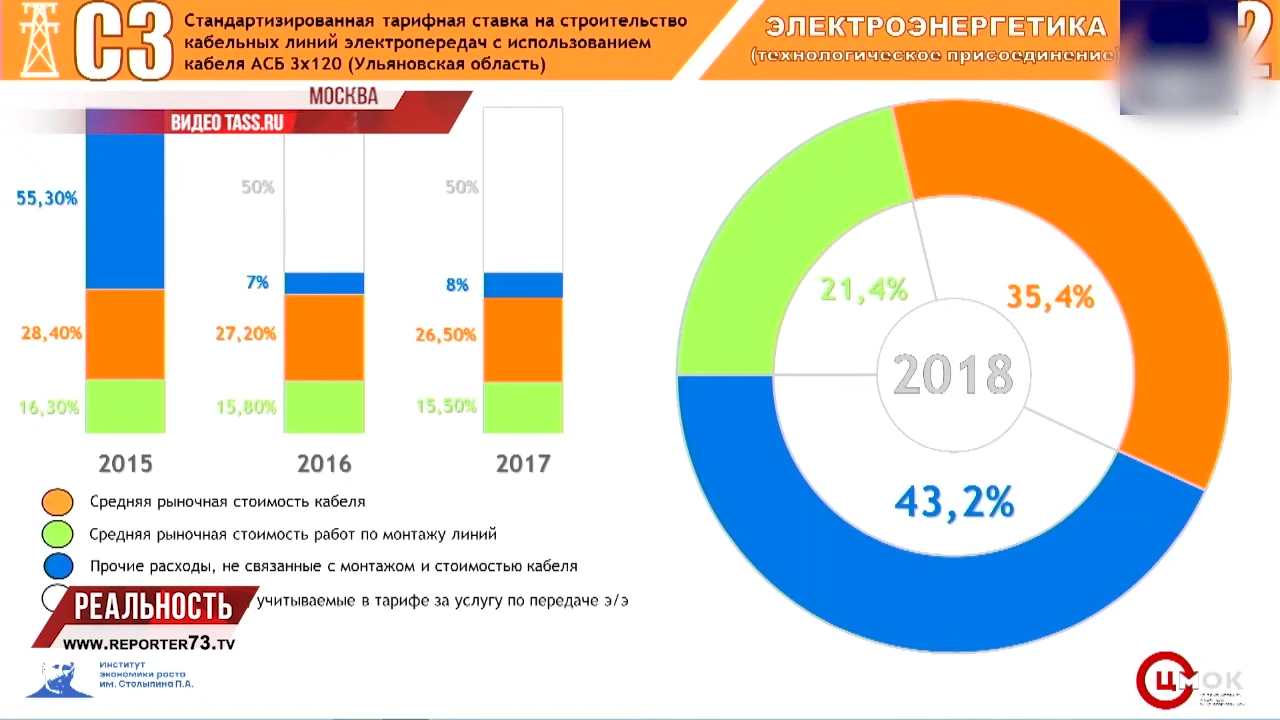 С3
Стандартизированная тарифная ставка на строительство
кабельных линий электропередач с использованием
кабеля АСБ 3х120 (Ульяновская область)
ЭЛЕКТРОЭНЕРГЕТИКА
(технологическое присоединение)
2
МОСКВА
ВИДЕО TASS.RU
55,30%
28,40%
16,30%
2015
50%
7%
27,20%
15,80%
2016
50%
8%
26,50%
15,50%
2017
21,4%
35,4%
43,2%
2018
Средняя рыночная стоимость кабеля
Средняя рыночная стоимость работ по монтажу линий
Прочие расходы, не связанные с монтажом и стоимостью кабеля
учитываемые в тарифе за услугу по передаче э/э
РЕАЛЬНОСТЬ
WWW.REPORTER73.TV
ИНСТИТУТ
ЭКОНОМИКИ РОСТА
ИМ. СТОЛЫПИНА П.А.
ЦМОК